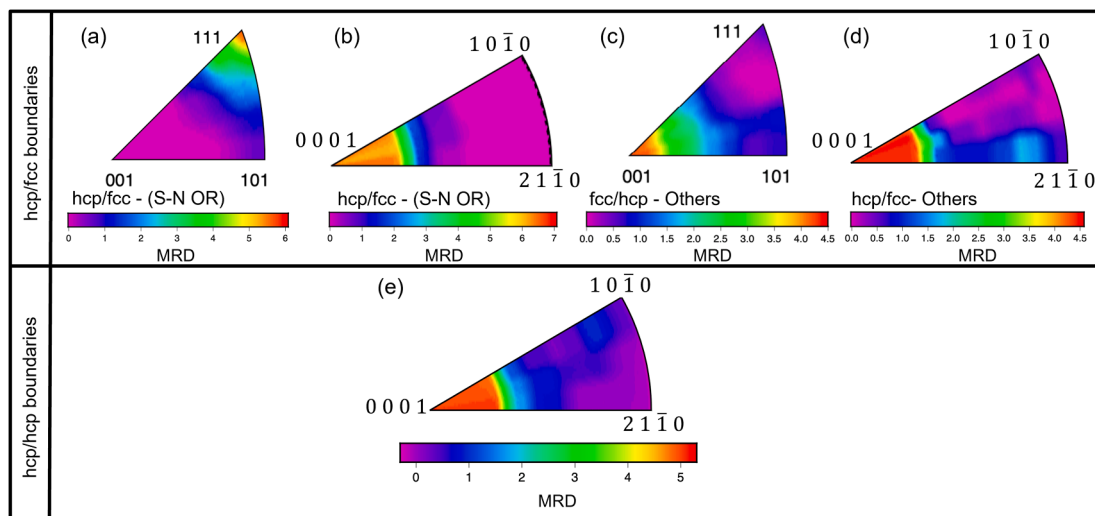 hcp/fcc boundaries
(a)
111
001
101
hcp/fcc - (S-N OR)
0 1 2 3 4 5 6
MRD
(b)
1 0 1̅ 0
0 0 0 1
2 1 1̅ 0
hcp/fcc - (S-N OR)
0 1 2 3 4 5 6 7
MRD
(c)
111
001
101
fcc/hcp - Others
0.0 0.5 1.0 1.5 2.0 2.5 3.0 3.5 4.0 4.5
MRD
(d)
1 0 1̅ 0
0 0 0 1
2 1 1̅ 0
hcp/fcc- Others
0.0 0.5 1.0 1.5 2.0 2.5 3.0 3.5 4.0 4.5
MRD
hcp/hcp boundaries
(e)
1 0 1̅ 0
0 0 0 1
2 1 1̅ 0
0 1 2 3 4 5
MRD